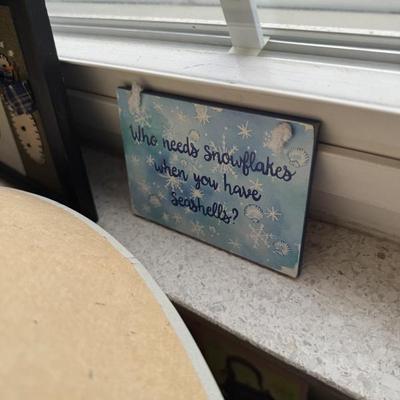 Who needs snowflakes
when you have
Seashells?